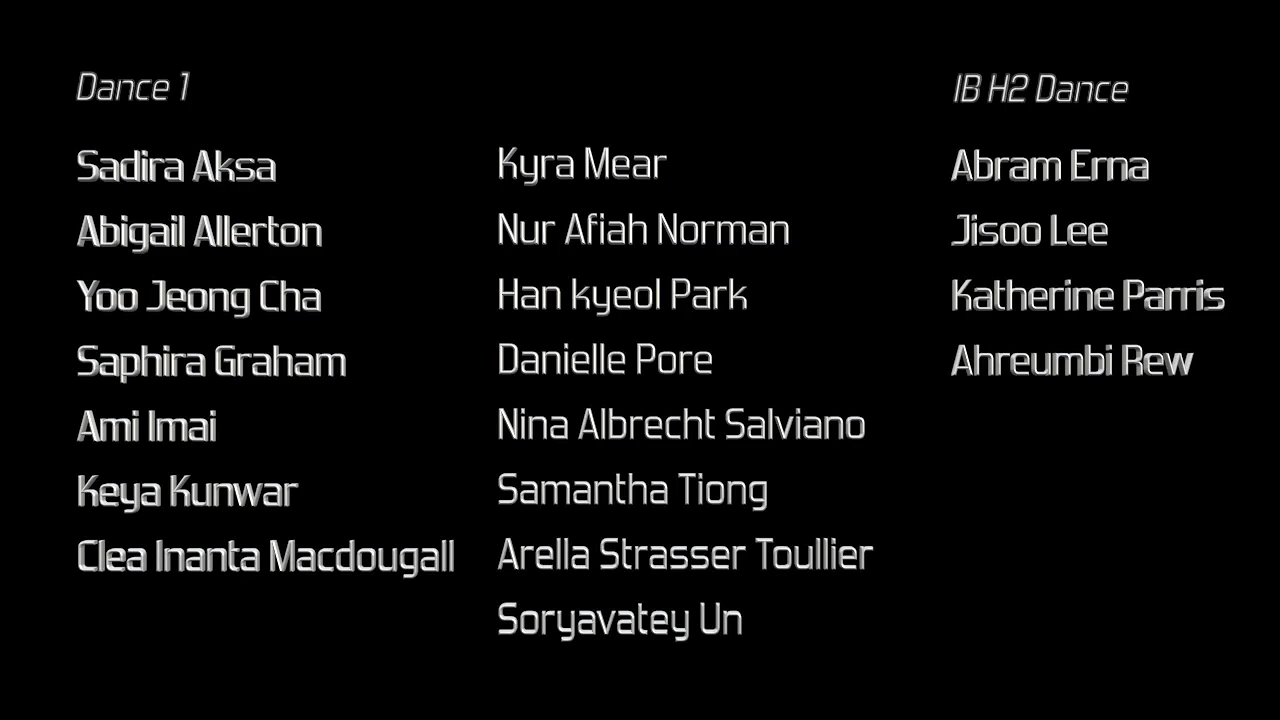 Dance 1
Sadira Aksa
Abigail Allerton
Yoo Jeong Cha
Saphira Graham
Ami Imai
Keya Kunwar
Clea Inanta Macdougall
Kyra Mear
Nur Afiah Norman
Han kyeol Park
Danielle Pore
Nina Albrecht Salviano
Samantha Tiong
Arella Strasser Toullier
Soryavatey Un
IB H2 Dance
Abram Erna
Jisoo Lee
Katherine Parris
Ahreumbi Rew